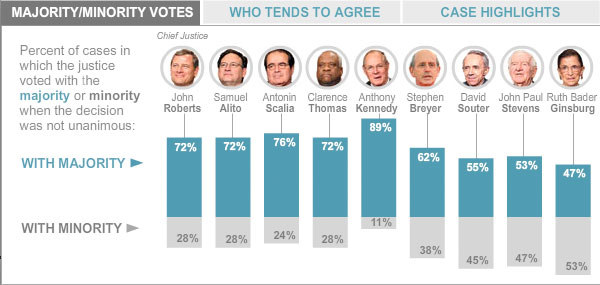 MAJORITY/MINORITY VOTES
WHO TENDS TO AGREE
CASE HIGHLIGHTS
Percent of cases in
which the justice
voted with the
majority or minority
when the decision
was not unanimous:
Chief Justice
John
Roberts
Samuel
Alito
Antonin
Scalia
Clarence
Thomas
Anthony
Kennedy
Stephen
Breyer
David
Souter
John Paul
Stevens
Ruth Bader
Ginsburg
WITH MAJORITY
72%
72%
76%
72%
89%
62%
55%
53%
47%
WITH MINORITY
28%
28%
24%
28%
11%
38%
45%
47%
53%